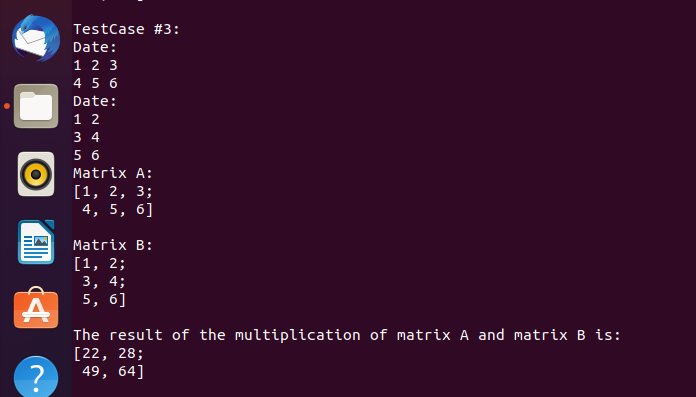 TestCase #3:
Date:
1 2 3
4 5 6
Date:
1 2
3 4
5 6
Matrix A:
[1, 2, 3;
 4, 5, 6]

Matrix B:
[1, 2;
 3, 4;
 5, 6]

The result of the multiplication of matrix A and matrix B is:
[22, 28;
 49, 64]